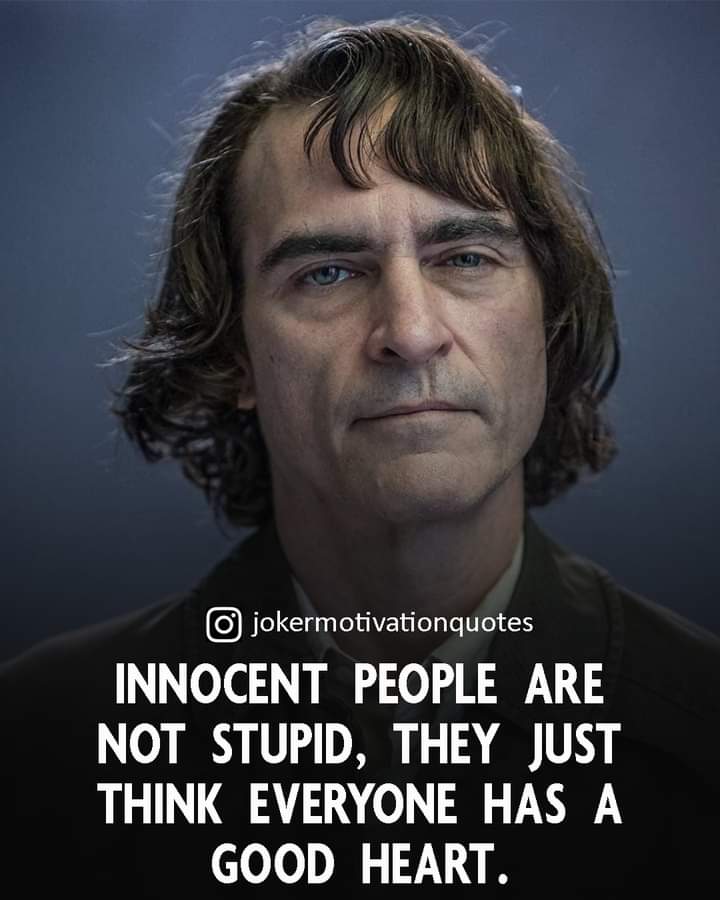 jokermotivationquotes
INNOCENT PEOPLE ARE
NOT STUPID, THEY JUST
THINK EVERYONE HAS A
GOOD HEART.